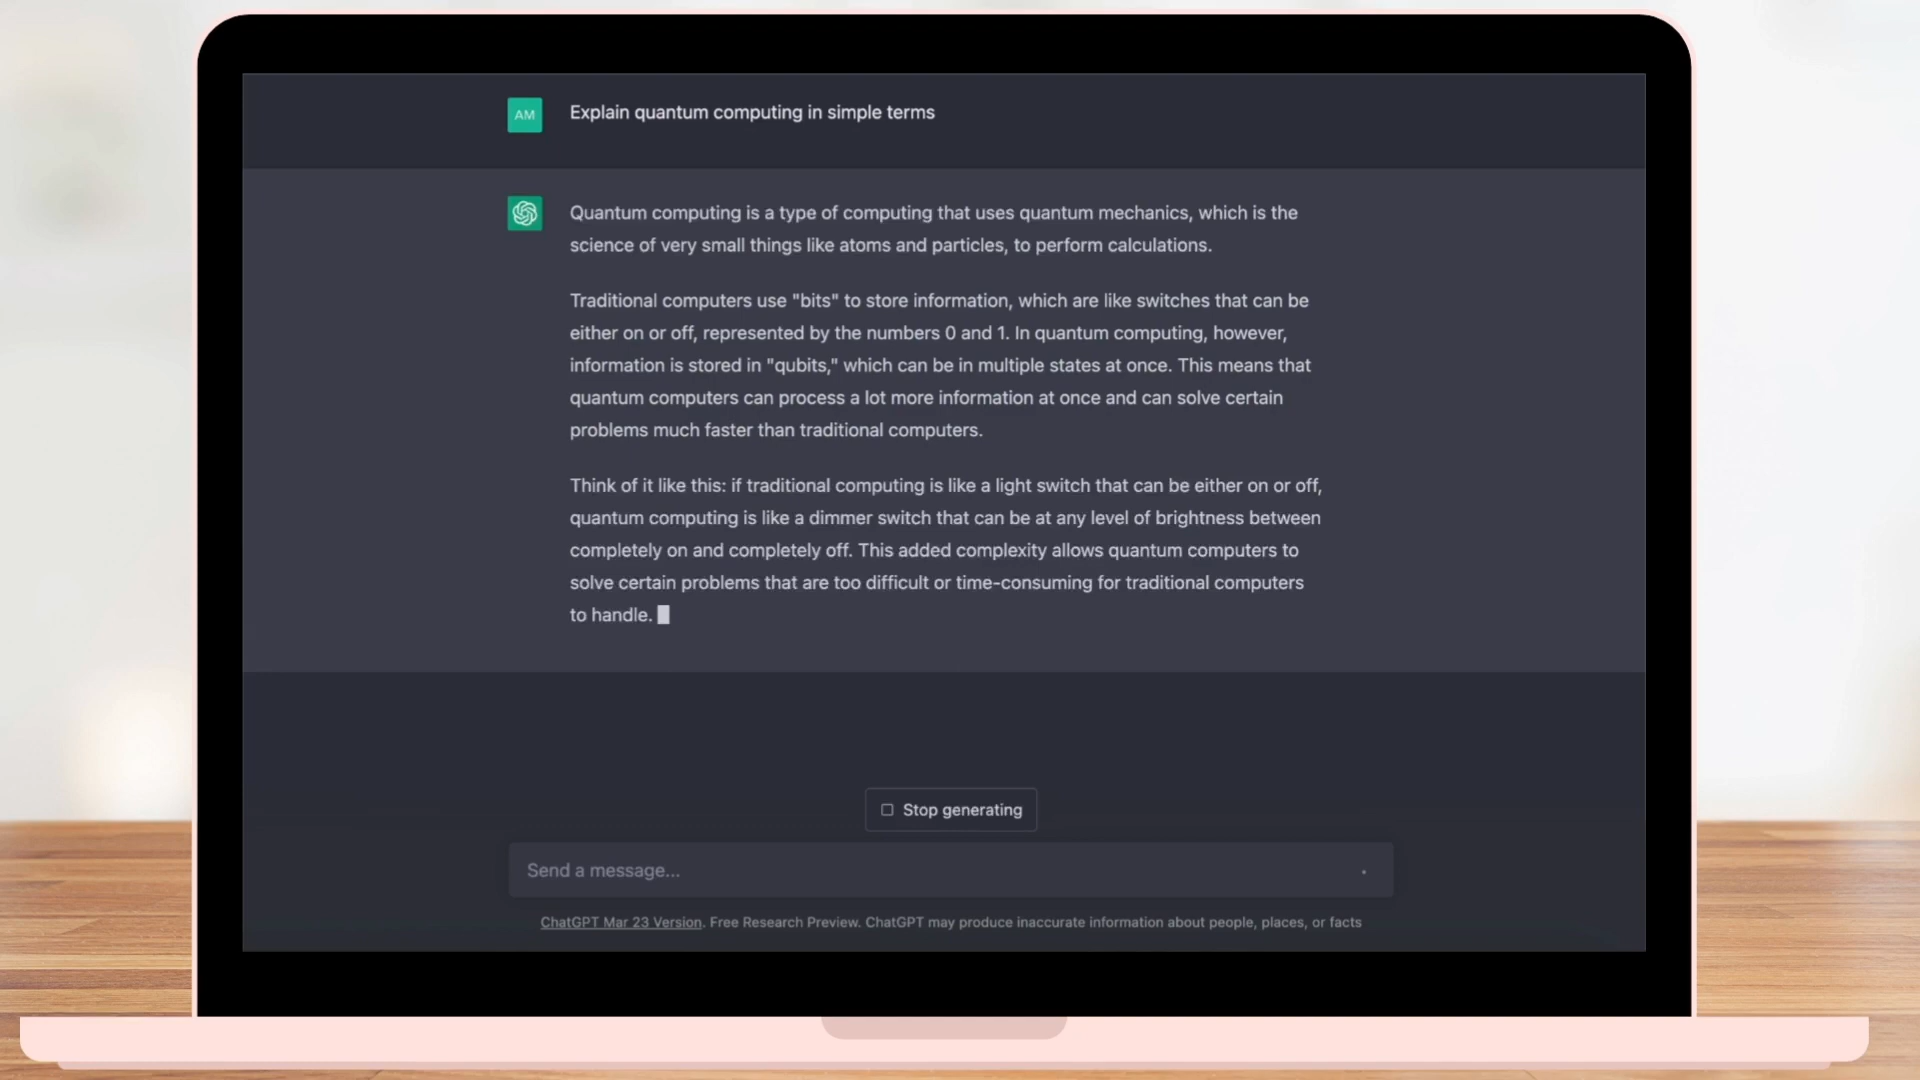 AM
Explain quantum computing in simple terms
Quantum computing is a type of computing that uses quantum mechanics, which is the
science of very small things like atoms and particles, to perform calculations.
Traditional computers use "bits" to store information, which are like switches that can be
either on or off, represented by the numbers 0 and 1. In quantum computing, however,
information is stored in "qubits," which can be in multiple states at once. This means that
quantum computers can process a lot more information at once and can solve certain
problems much faster than traditional computers.
Think of it like this: if traditional computing is like a light switch that can be either on or off,
quantum computing is like a dimmer switch that can be at any level of brightness between
completely on and completely off. This added complexity allows quantum computers to
solve certain problems that are too difficult or time-consuming for traditional computers
to handle.
Stop generating
Send a message...
ChatGPT Mar 23 Version. Free Research Preview. ChatGPT may produce inaccurate information about people, places, or facts